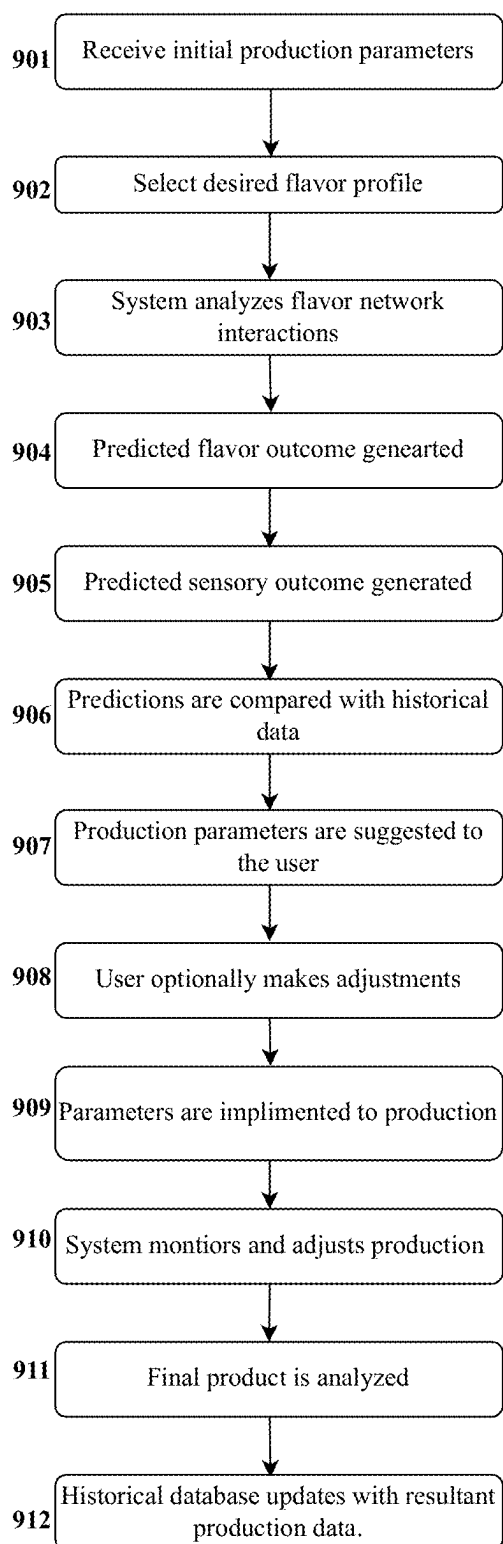 901
Receive initial production parameters
902
Select desired flavor profile
903
System analyzes flavor network
interactions
904
Predicted flavor outcome genearted
905
Predicted sensory outcome generated
906
Predictions are compared with historical
data
907
Production parameters are suggested to
the user
908
User optionally makes adjustments
909
Parameters are implimented to production
910
System montiors and adjusts production
911
Final product is analyzed
912
Historical database updates with resultant
production data.